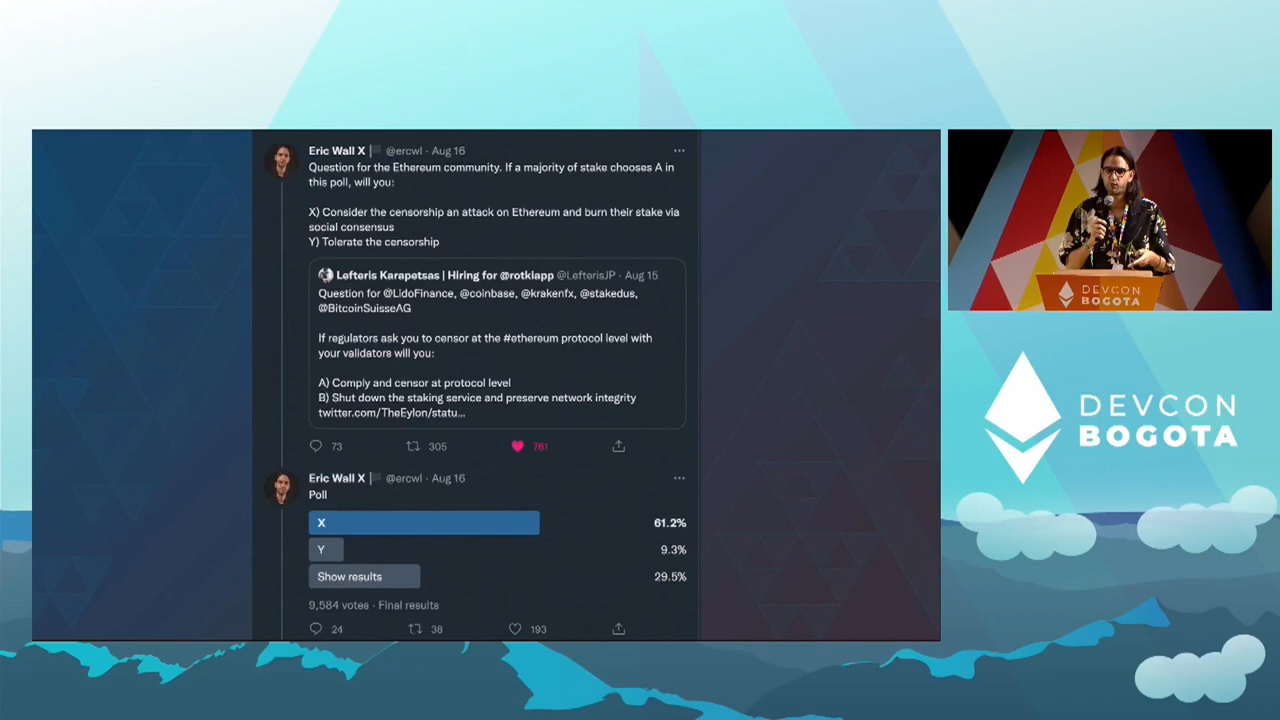 Eric Wall X @ercwl · Aug 16
Question for the Ethereum community. If a majority of stake chooses A in
this poll, will you:
X) Consider the censorship an attack on Ethereum and burn their stake via
social consensus
Y) Tolerate the censorship
Lefteris Karapetsas | Hiring for @rotkiapp @LefterisJP · Aug 15
Question for @LidoFinance, @coinbase, @krakenfx, @stakedus,
@BitcoinSuisseAG
If regulators ask you to censor at the #ethereum protocol level with
your validators will you:
A) Comply and censor at protocol level
B) Shut down the staking service and preserve network integrity
twitter.com/TheEylon/statu...
73 305 761
Eric Wall X @ercwl · Aug 16
Poll
X 61.2%
Y 9.3%
Show results 29.5%
9,584 votes · Final results
24 38 193
DEVCON
BOGOTA
DEVCON
BOGOTA